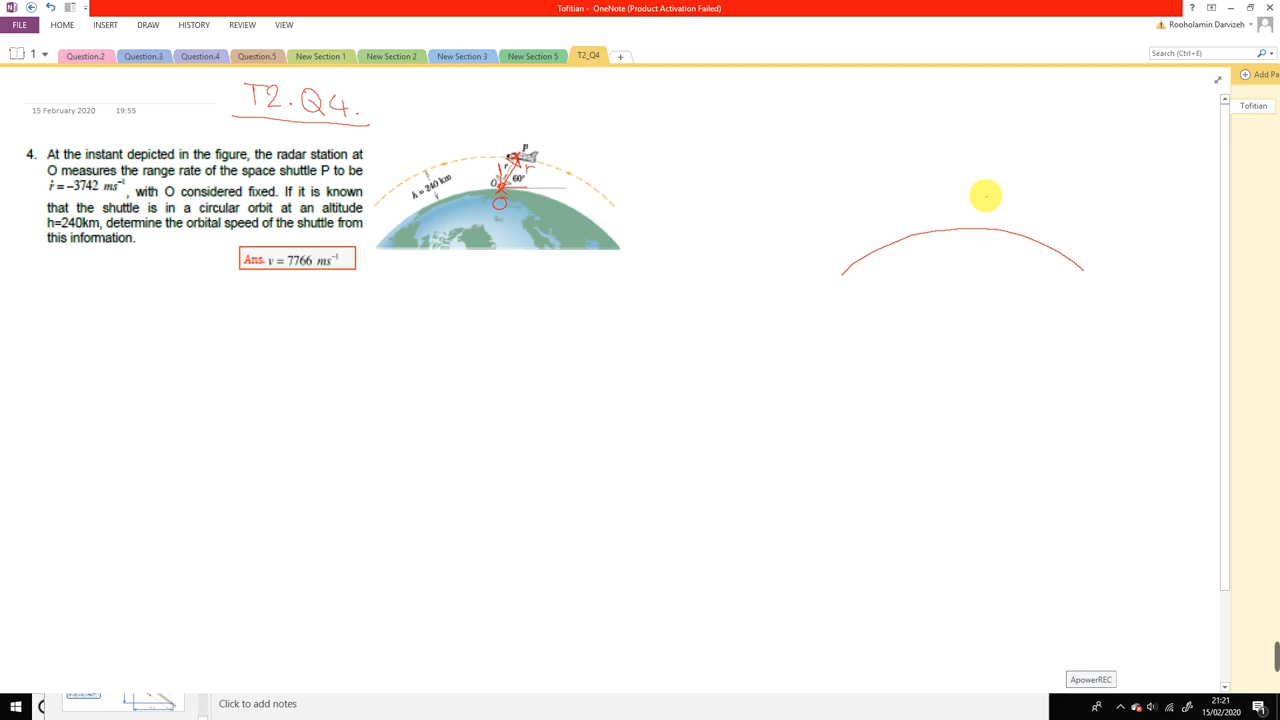 Tofitian - OneNote (Product Activation Failed)
FILE HOME INSERT DRAW HISTORY REVIEW VIEW
Rooholamin Darvizeh
1 Question.2 Question.3 Question.4 Question.5 New Section 1 New Section 2 New Section 3 New Section 5 T2_Q4
Search (Ctrl+E)
Add Pa
Tofitian
T2. Q4.
15 February 2020 19:55
4. At the instant depicted in the figure, the radar station at
O measures the range rate of the space shuttle P to be
ṙ = −3742 ms⁻¹, with O considered fixed. If it is known
that the shuttle is in a circular orbit at an altitude
h=240km, determine the orbital speed of the shuttle from
this information.
Ans. v = 7766 ms⁻¹
P
r
r
h = 240 km
O
60°
O
ApowerREC
Click to add notes
21:21
15/02/2020
1